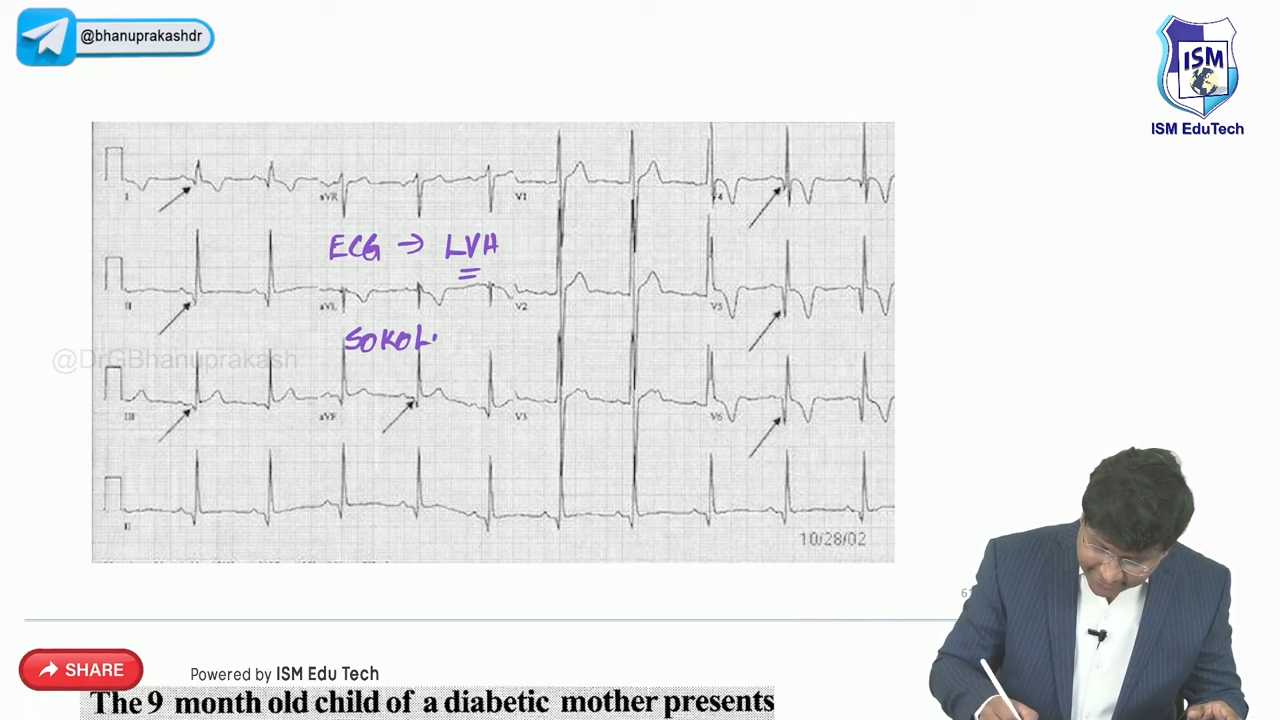 @bhanuprakashdr
ISM
ISM EduTech
I
aVR
V1
V4
ECG → LVH
II
aVL
V2
V5
SOKOL
@DrGBhanuprakash
III
aVF
V3
V6
II
10/28/02
SHARE
Powered by ISM Edu Tech
The 9 month old child of a diabetic mother presents